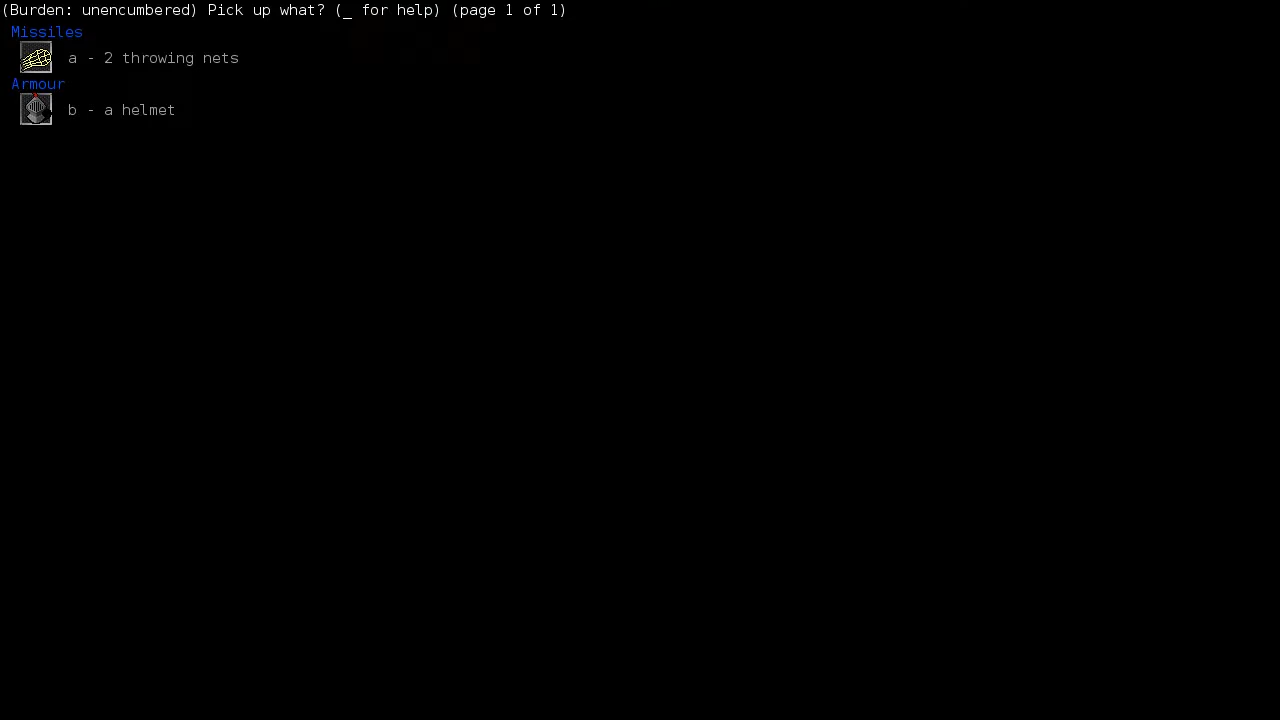 (Burden: unencumbered) Pick up what? (_ for help) (page 1 of 1)
Missiles
a - 2 throwing nets
Armour
b - a helmet